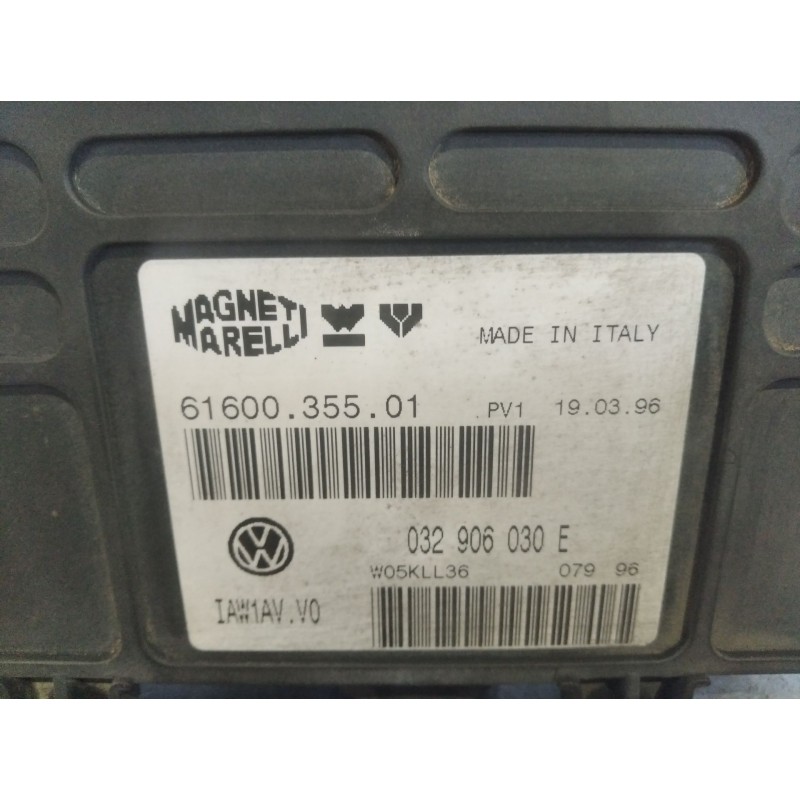 MAGNETI
MARELLI
MADE IN ITALY
61600.355.01
PV1 19.03.96
032 906 030 E
W05KLL36 079 96
IAW1AV.V0